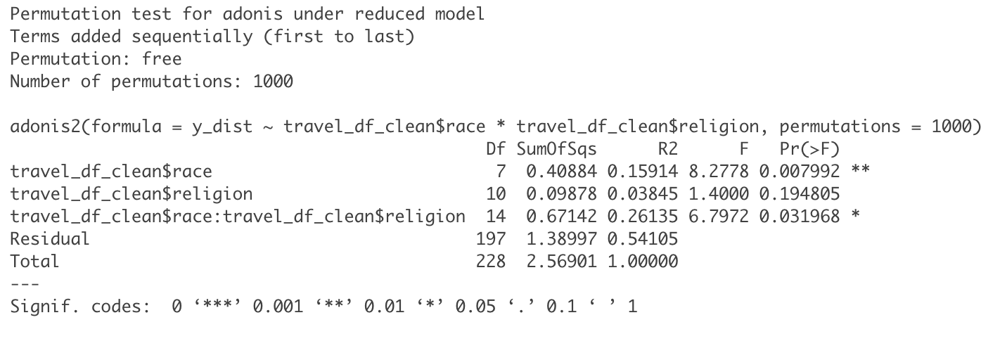 Permutation test for adonis under reduced model
Terms added sequentially (first to last)
Permutation: free
Number of permutations: 1000

adonis2(formula = y_dist ~ travel_df_clean$race * travel_df_clean$religion, permutations = 1000)
                                                Df SumOfSqs      R2      F   Pr(>F)
travel_df_clean$race                             7  0.40884 0.15914 8.2778 0.007992 **
travel_df_clean$religion                        10  0.09878 0.03845 1.4000 0.194805
travel_df_clean$race:travel_df_clean$religion   14  0.67142 0.26135 6.7972 0.031968 *
Residual                                       197  1.38997 0.54105
Total                                          228  2.56901 1.00000
---
Signif. codes:  0 ‘***’ 0.001 ‘**’ 0.01 ‘*’ 0.05 ‘.’ 0.1 ‘ ’ 1